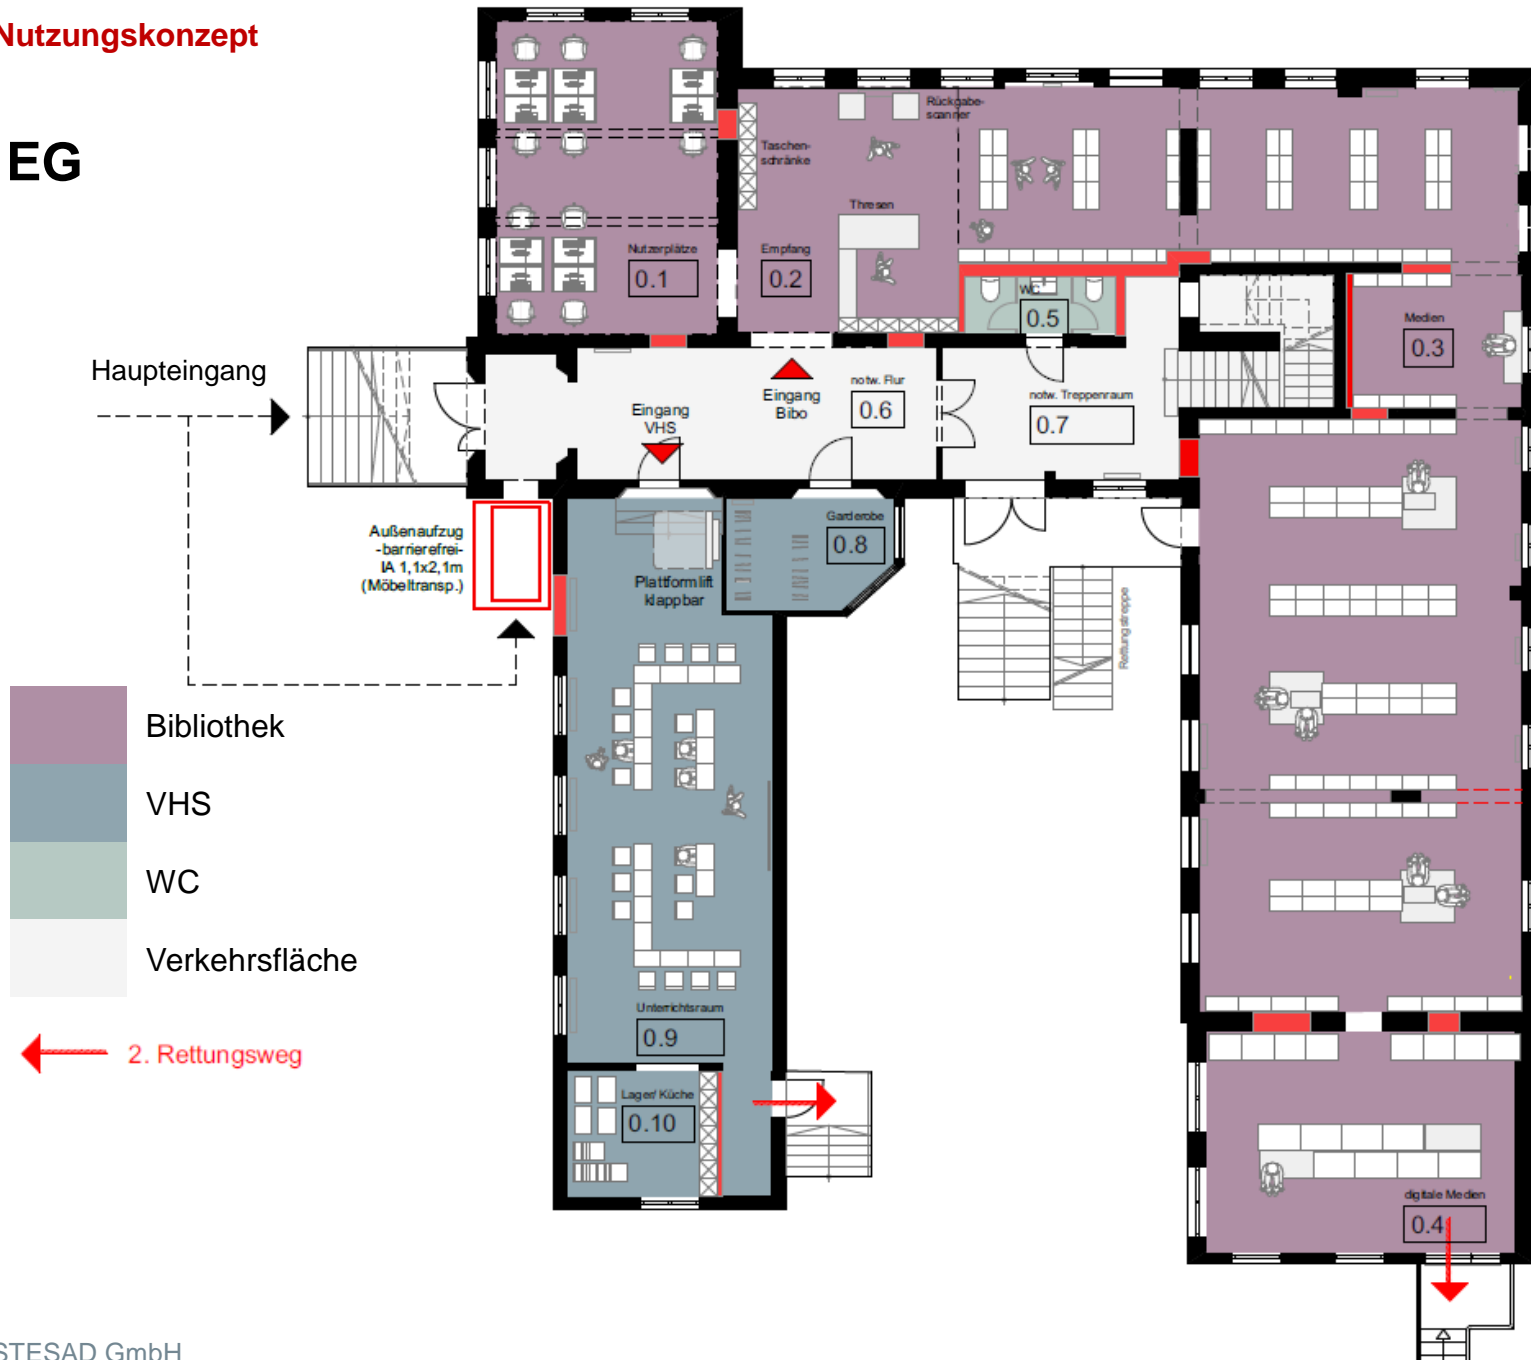 Nutzungskonzept
EG
Rückgabe-
scanner
Taschen-
schränke
Thresen
Nutzerplätze
0.1
Empfang
0.2
WC
0.5
Medien
0.3
Haupteingang
Eingang
VHS
Eingang
Bibo
notw. Flur
0.6
notw. Treppenraum
0.7
Außenaufzug
-barrierefrei-
IA 1,1x2,1m
(Möbeltransp.)
Plattformlift
klappbar
Garderobe
0.8
Rettungstreppe
Bibliothek
VHS
WC
Verkehrsfläche
2. Rettungsweg
Unterrichtsraum
0.9
Lager/ Küche
0.10
digitale Medien
0.4
STESAD GmbH